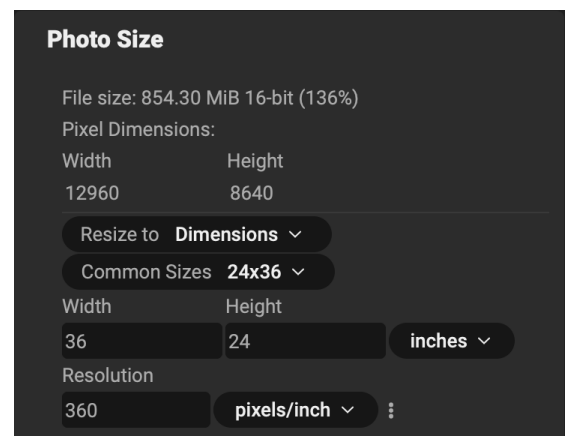 Photo Size
File size: 854.30 MiB 16-bit (136%)
Pixel Dimensions:
Width Height
12960 8640
Resize to Dimensions
Common Sizes 24x36
Width Height
36 24 inches
Resolution
360 pixels/inch